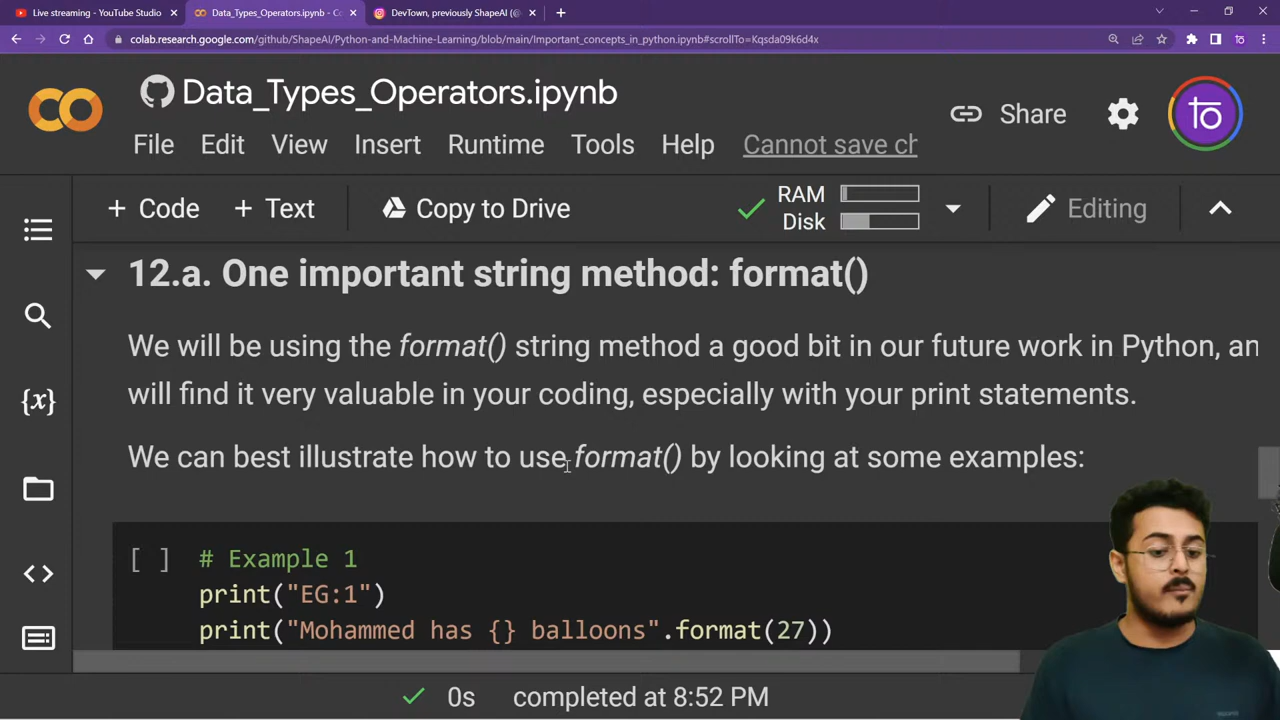 Live streaming - YouTube Studio
Data_Types_Operators.ipynb - Co
DevTown, previously ShapeAI (@
colab.research.google.com/github/ShapeAI/Python-and-Machine-Learning/blob/main/Important_concepts_in_python.ipynb#scrollTo=Kqsda09k6d4x
Data_Types_Operators.ipynb
Share
to
File Edit View Insert Runtime Tools Help Cannot save ch
+ Code + Text Copy to Drive
RAM
Disk
Editing
12.a. One important string method: format()
We will be using the format() string method a good bit in our future work in Python, an
will find it very valuable in your coding, especially with your print statements.
{x}
We can best illustrate how to use format() by looking at some examples:
[ ] # Example 1
print("EG:1")
print("Mohammed has {} balloons".format(27))
0s completed at 8:52 PM